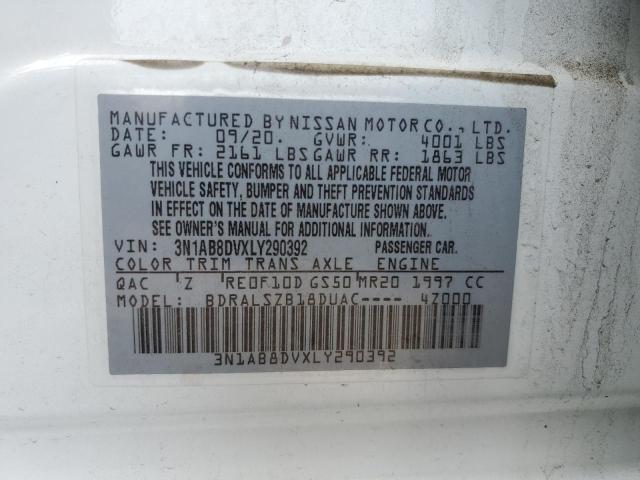 MANUFACTURED BY NISSAN MOTOR CO., LTD.
DATE: 09/20. GVWR: 4001 LBS
GAWR FR: 2161 LBS GAWR RR: 1863 LBS
THIS VEHICLE CONFORMS TO ALL APPLICABLE FEDERAL MOTOR
VEHICLE SAFETY, BUMPER AND THEFT PREVENTION STANDARDS
IN EFFECT ON THE DATE OF MANUFACTURE SHOWN ABOVE.
SEE OWNER'S MANUAL FOR ADDITIONAL INFORMATION.
VIN: 3N1AB8DVXLY290392 PASSENGER CAR.
COLOR TRIM TRANS AXLE ENGINE
QAC Z RE0F10D GS50 MR20 1997 CC
MODEL: BDRALSZB18DUAC---- 4Z000
3N1AB8DVXLY290392